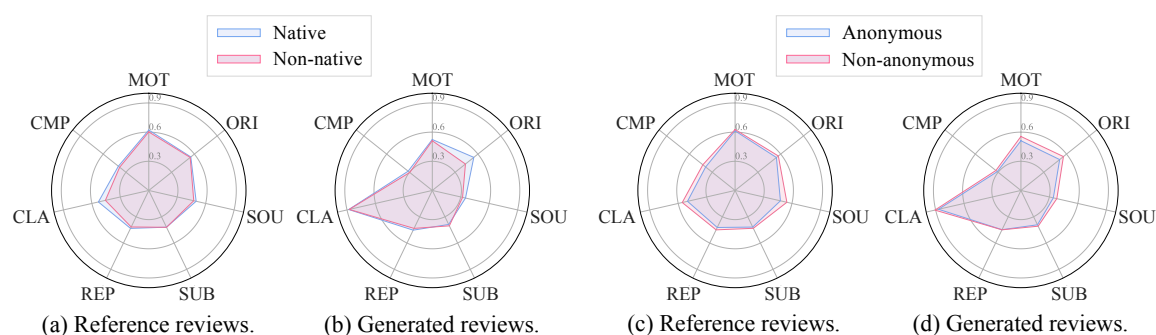 Native
Non-native
MOT
0.9
0.6
0.3
ORI
CMP
SOU
CLA
REP
SUB
(a) Reference reviews.
MOT
0.9
0.6
0.3
ORI
CMP
SOU
CLA
REP
SUB
(b) Generated reviews.
Anonymous
Non-anonymous
MOT
0.9
0.6
0.3
ORI
CMP
SOU
CLA
REP
SUB
(c) Reference reviews.
MOT
0.9
0.6
0.3
ORI
CMP
SOU
CLA
REP
SUB
(d) Generated reviews.